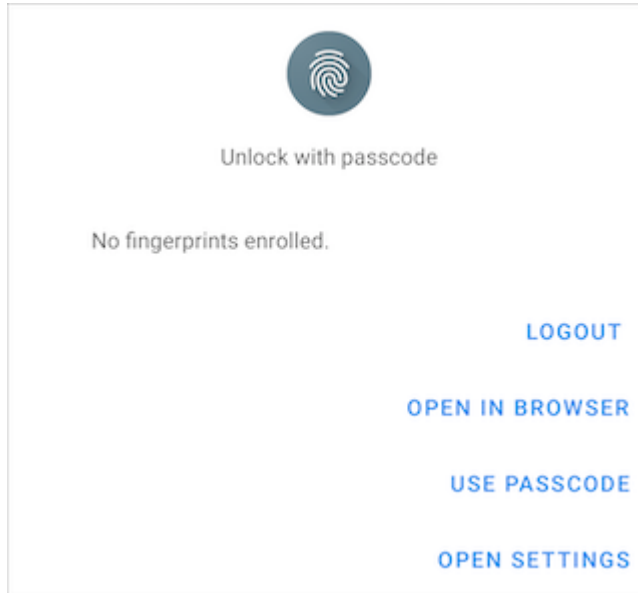 Unlock with passcode
No fingerprints enrolled.
LOGOUT
OPEN IN BROWSER
USE PASSCODE
OPEN SETTINGS